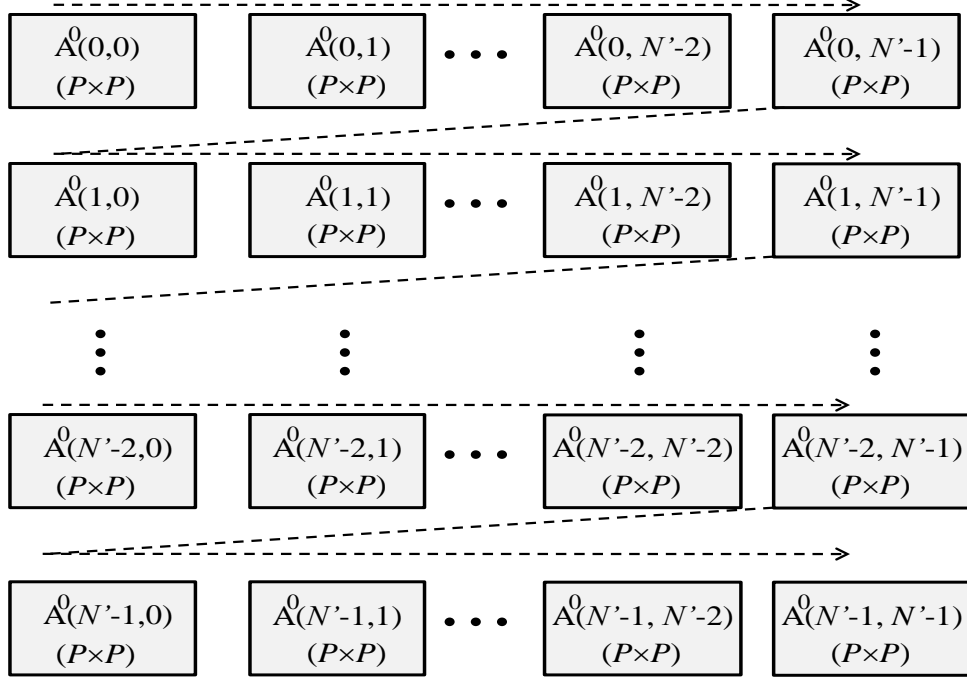 A⁰(0,0) A⁰(0,1) • • • A⁰(0, N’-2) A⁰(0, N’-1)
(P×P) (P×P) (P×P) (P×P)
A⁰(1,0) A⁰(1,1) • • • A⁰(1, N’-2) A⁰(1, N’-1)
(P×P) (P×P) (P×P) (P×P)
A⁰(N’-2,0) A⁰(N’-2,1) • • • A⁰(N’-2, N’-2) A⁰(N’-2, N’-1)
(P×P) (P×P) (P×P) (P×P)
A⁰(N’-1,0) A⁰(N’-1,1) • • • A⁰(N’-1, N’-2) A⁰(N’-1, N’-1)
(P×P) (P×P) (P×P) (P×P)